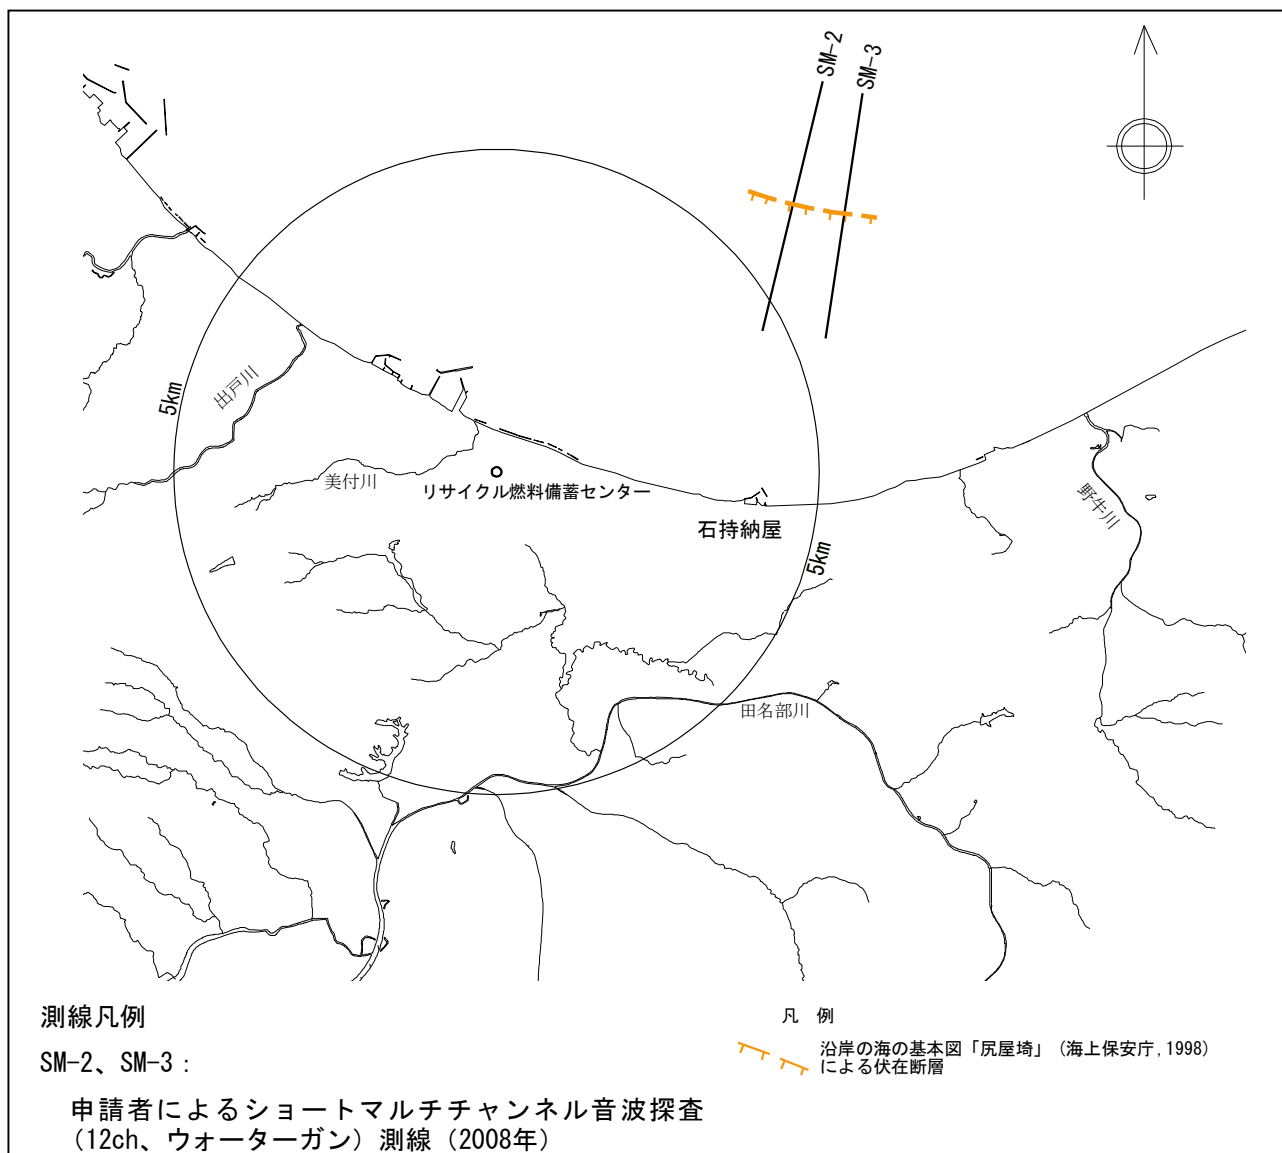 SM-2
SM-3
5km
出戸川
美付川
リサイクル燃料備蓄センター
石持納屋
5km
野牛川
田名部川
測線凡例
SM-2、SM-3：
申請者によるショートマルチチャンネル音波探査
(12ch、ウォーターガン) 測線 (2008年)
凡　例
沿岸の海の基本図「尻屋埼」(海上保安庁,1998)
による伏在断層